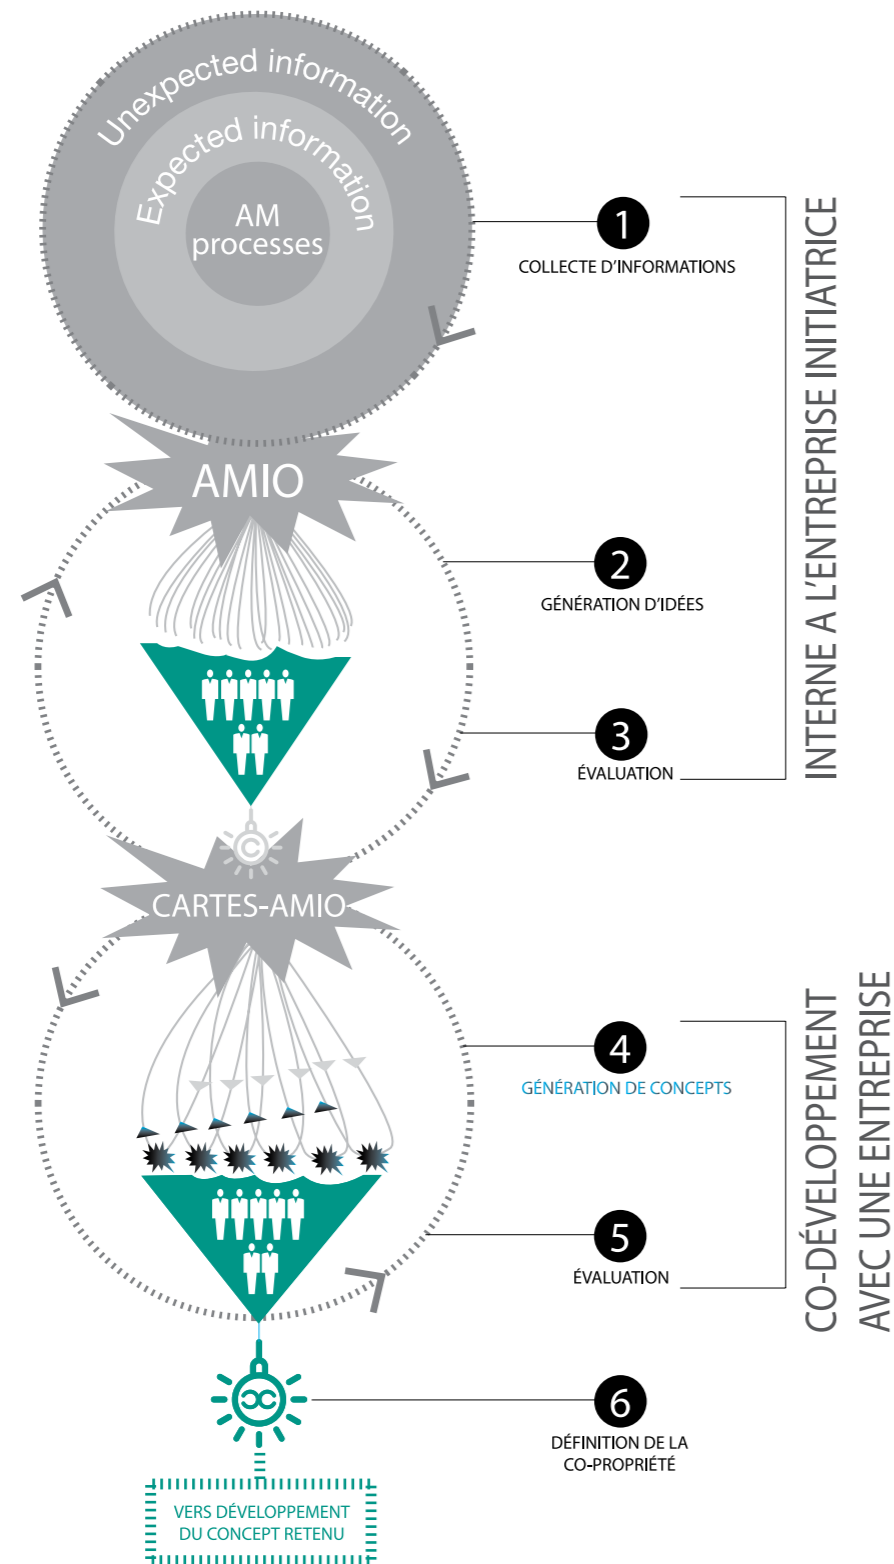 Unexpected information
Expected information
AM
processes
1
COLLECTE D'INFORMATIONS
INTERNE A L'ENTREPRISE INITIATRICE
AMIO
2
GÉNÉRATION D'IDÉES
3
ÉVALUATION
C
CARTES-AMIO
4
GÉNÉRATION DE CONCEPTS
CO-DÉVELOPPEMENT
AVEC UNE ENTREPRISE
5
ÉVALUATION
6
DÉFINITION DE LA
CO-PROPRIÉTÉ
VERS DÉVELOPPEMENT
DU CONCEPT RETENU